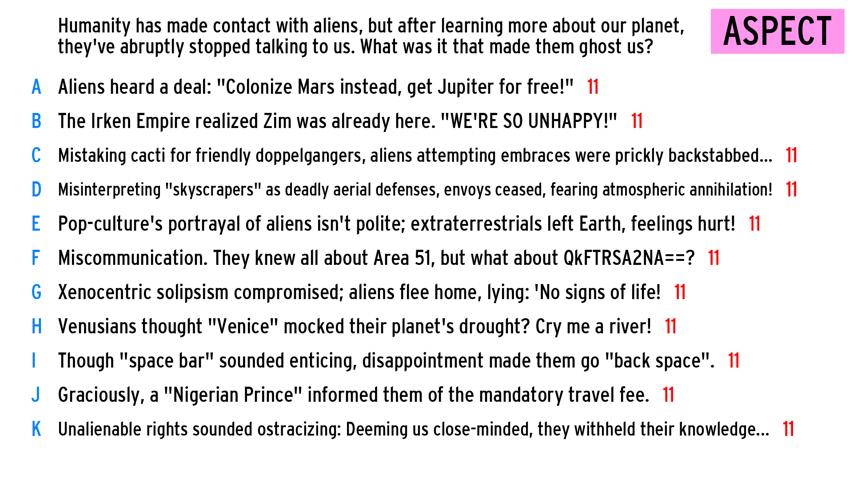 Humanity has made contact with aliens, but after learning more about our planet,
they've abruptly stopped talking to us. What was it that made them ghost us?
ASPECT
A Aliens heard a deal: "Colonize Mars instead, get Jupiter for free!" 11
B The Irken Empire realized Zim was already here. "WE'RE SO UNHAPPY!" 11
C Mistaking cacti for friendly doppelgangers, aliens attempting embraces were prickly backstabbed... 11
D Misinterpreting "skyscrapers" as deadly aerial defenses, envoys ceased, fearing atmospheric annihilation! 11
E Pop-culture's portrayal of aliens isn't polite; extraterrestrials left Earth, feelings hurt! 11
F Miscommunication. They knew all about Area 51, but what about QkFTRSA2NA==? 11
G Xenocentric solipsism compromised; aliens flee home, lying: 'No signs of life! 11
H Venusians thought "Venice" mocked their planet's drought? Cry me a river! 11
I Though "space bar" sounded enticing, disappointment made them go "back space". 11
J Graciously, a "Nigerian Prince" informed them of the mandatory travel fee. 11
K Unalienable rights sounded ostracizing: Deeming us close-minded, they withheld their knowledge... 11